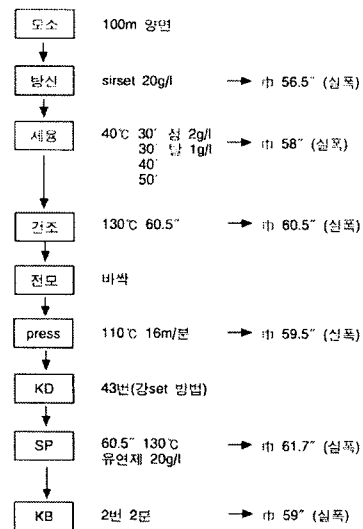 모소 100m 양면
방신 sirset 20g/l → 巾 56.5″ (실폭)
세융 40℃ 30′ 섬 2g/l → 巾 58″ (실폭)
30′ 탈 1g/l
40′
50′
건조 130℃ 60.5″ → 巾 60.5″ (실폭)
전모 바싹
press 110℃ 16m/분 → 巾 59.5″ (실폭)
KD 43번(강set 방법)
SP 60.5″ 130℃ → 巾 61.7″ (실폭)
유연제 20g/l
KB 2번 2분 → 巾 59″ (실폭)